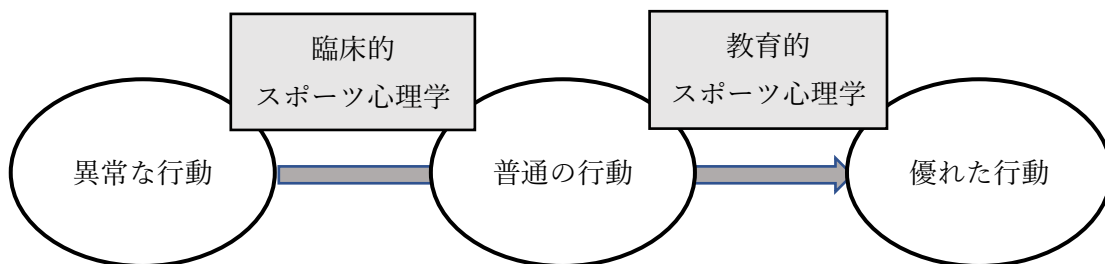 臨床的
スポーツ心理学
教育的
スポーツ心理学
異常な行動
普通の行動
優れた行動